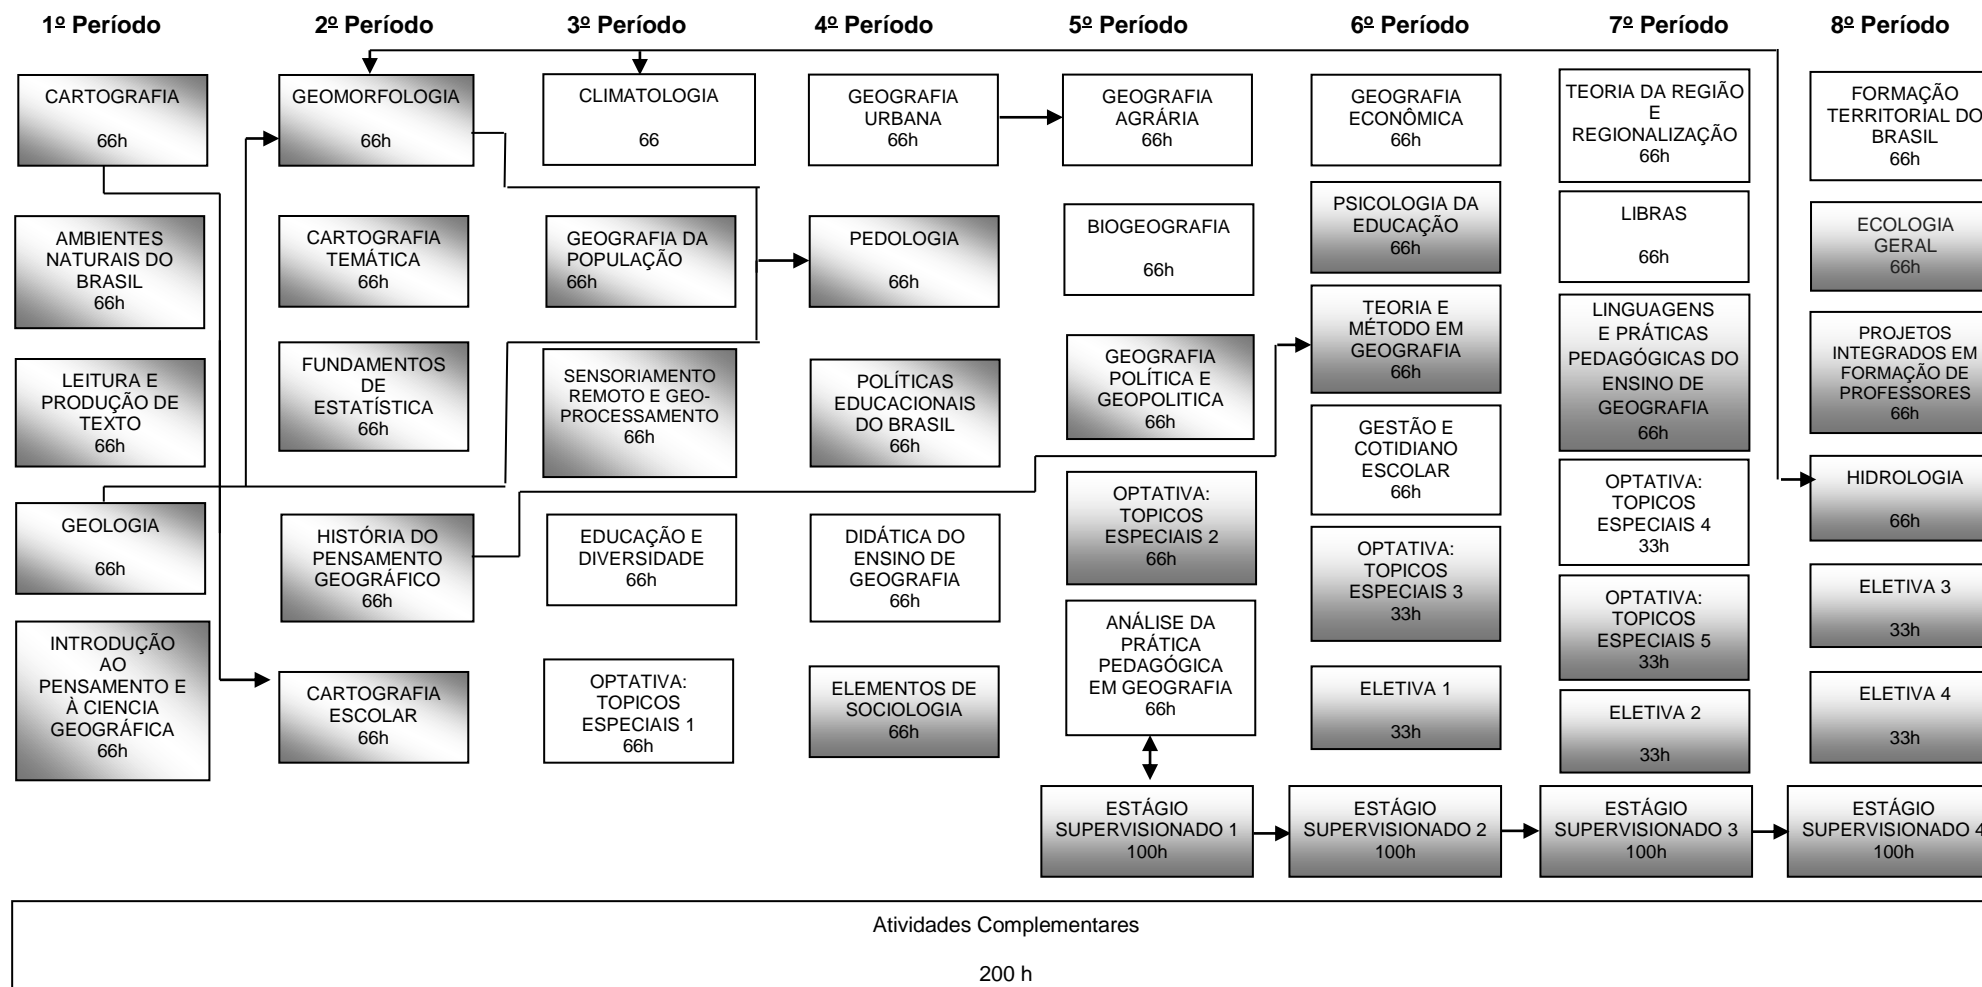 1º Período
2º Período
3º Período
4º Período
5º Período
6º Período
7º Período
8º Período
CARTOGRAFIA
66h
AMBIENTES
NATURAIS DO
BRASIL
66h
LEITURA E
PRODUÇÃO DE
TEXTO
66h
GEOLOGIA
66h
INTRODUÇÃO
AO
PENSAMENTO E
À CIENCIA
GEOGRÁFICA
66h
GEOMORFOLOGIA
66h
CARTOGRAFIA
TEMÁTICA
66h
FUNDAMENTOS
DE
ESTATÍSTICA
66h
HISTÓRIA DO
PENSAMENTO
GEOGRÁFICO
66h
CARTOGRAFIA
ESCOLAR
66h
CLIMATOLOGIA
66
GEOGRAFIA DA
POPULAÇÃO
66h
SENSORIAMENTO
REMOTO E GEO-
PROCESSAMENTO
66h
EDUCAÇÃO E
DIVERSIDADE
66h
OPTATIVA:
TOPICOS
ESPECIAIS 1
66h
GEOGRAFIA
URBANA
66h
PEDOLOGIA
66h
POLÍTICAS
EDUCACIONAIS
DO BRASIL
66h
DIDÁTICA DO
ENSINO DE
GEOGRAFIA
66h
ELEMENTOS DE
SOCIOLOGIA
66h
GEOGRAFIA
AGRÁRIA
66h
BIOGEOGRAFIA
66h
GEOGRAFIA
POLÍTICA E
GEOPOLITICA
66h
OPTATIVA:
TOPICOS
ESPECIAIS 2
66h
ANÁLISE DA
PRÁTICA
PEDAGÓGICA
EM GEOGRAFIA
66h
ESTÁGIO
SUPERVISIONADO 1
100h
GEOGRAFIA
ECONÔMICA
66h
PSICOLOGIA DA
EDUCAÇÃO
66h
TEORIA E
MÉTODO EM
GEOGRAFIA
66h
GESTÃO E
COTIDIANO
ESCOLAR
66h
OPTATIVA:
TOPICOS
ESPECIAIS 3
33h
ELETIVA 1
33h
ESTÁGIO
SUPERVISIONADO 2
100h
TEORIA DA REGIÃO
E
REGIONALIZAÇÃO
66h
LIBRAS
66h
LINGUAGENS
E PRÁTICAS
PEDAGÓGICAS DO
ENSINO DE
GEOGRAFIA
66h
OPTATIVA:
TOPICOS
ESPECIAIS 4
33h
OPTATIVA:
TOPICOS
ESPECIAIS 5
33h
ELETIVA 2
33h
ESTÁGIO
SUPERVISIONADO 3
100h
FORMAÇÃO
TERRITORIAL DO
BRASIL
66h
ECOLOGIA
GERAL
66h
PROJETOS
INTEGRADOS EM
FORMAÇÃO DE
PROFESSORES
66h
HIDROLOGIA
66h
ELETIVA 3
33h
ELETIVA 4
33h
ESTÁGIO
SUPERVISIONADO 4
100h
Atividades Complementares
200 h